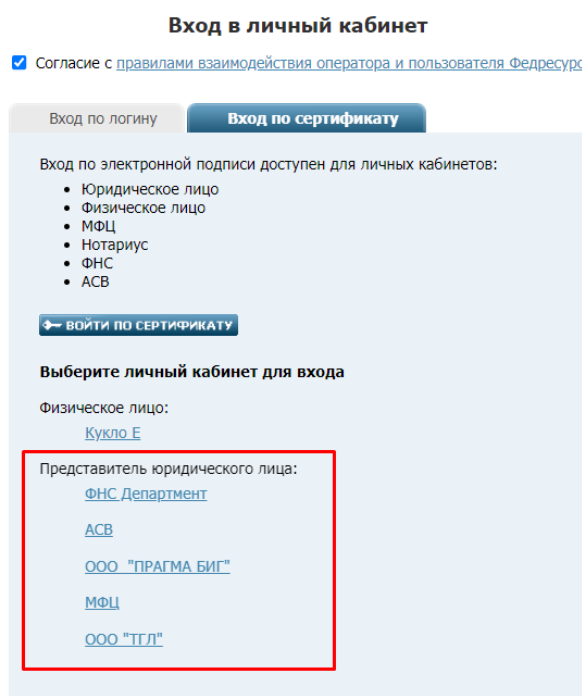 Вход в личный кабинет
Согласие с правилами взаимодействия оператора и пользователя Федресурс
Вход по логину
Вход по сертификату
Вход по электронной подписи доступен для личных кабинетов:
Юридическое лицо
Физическое лицо
МФЦ
Нотариус
ФНС
АСВ
ВОЙТИ ПО СЕРТИФИКАТУ
Выберите личный кабинет для входа
Физическое лицо:
Кукло Е
Представитель юридического лица:
ФНС Департмент
АСВ
ООО "ПРАГМА БИГ"
МФЦ
ООО "ТГЛ"